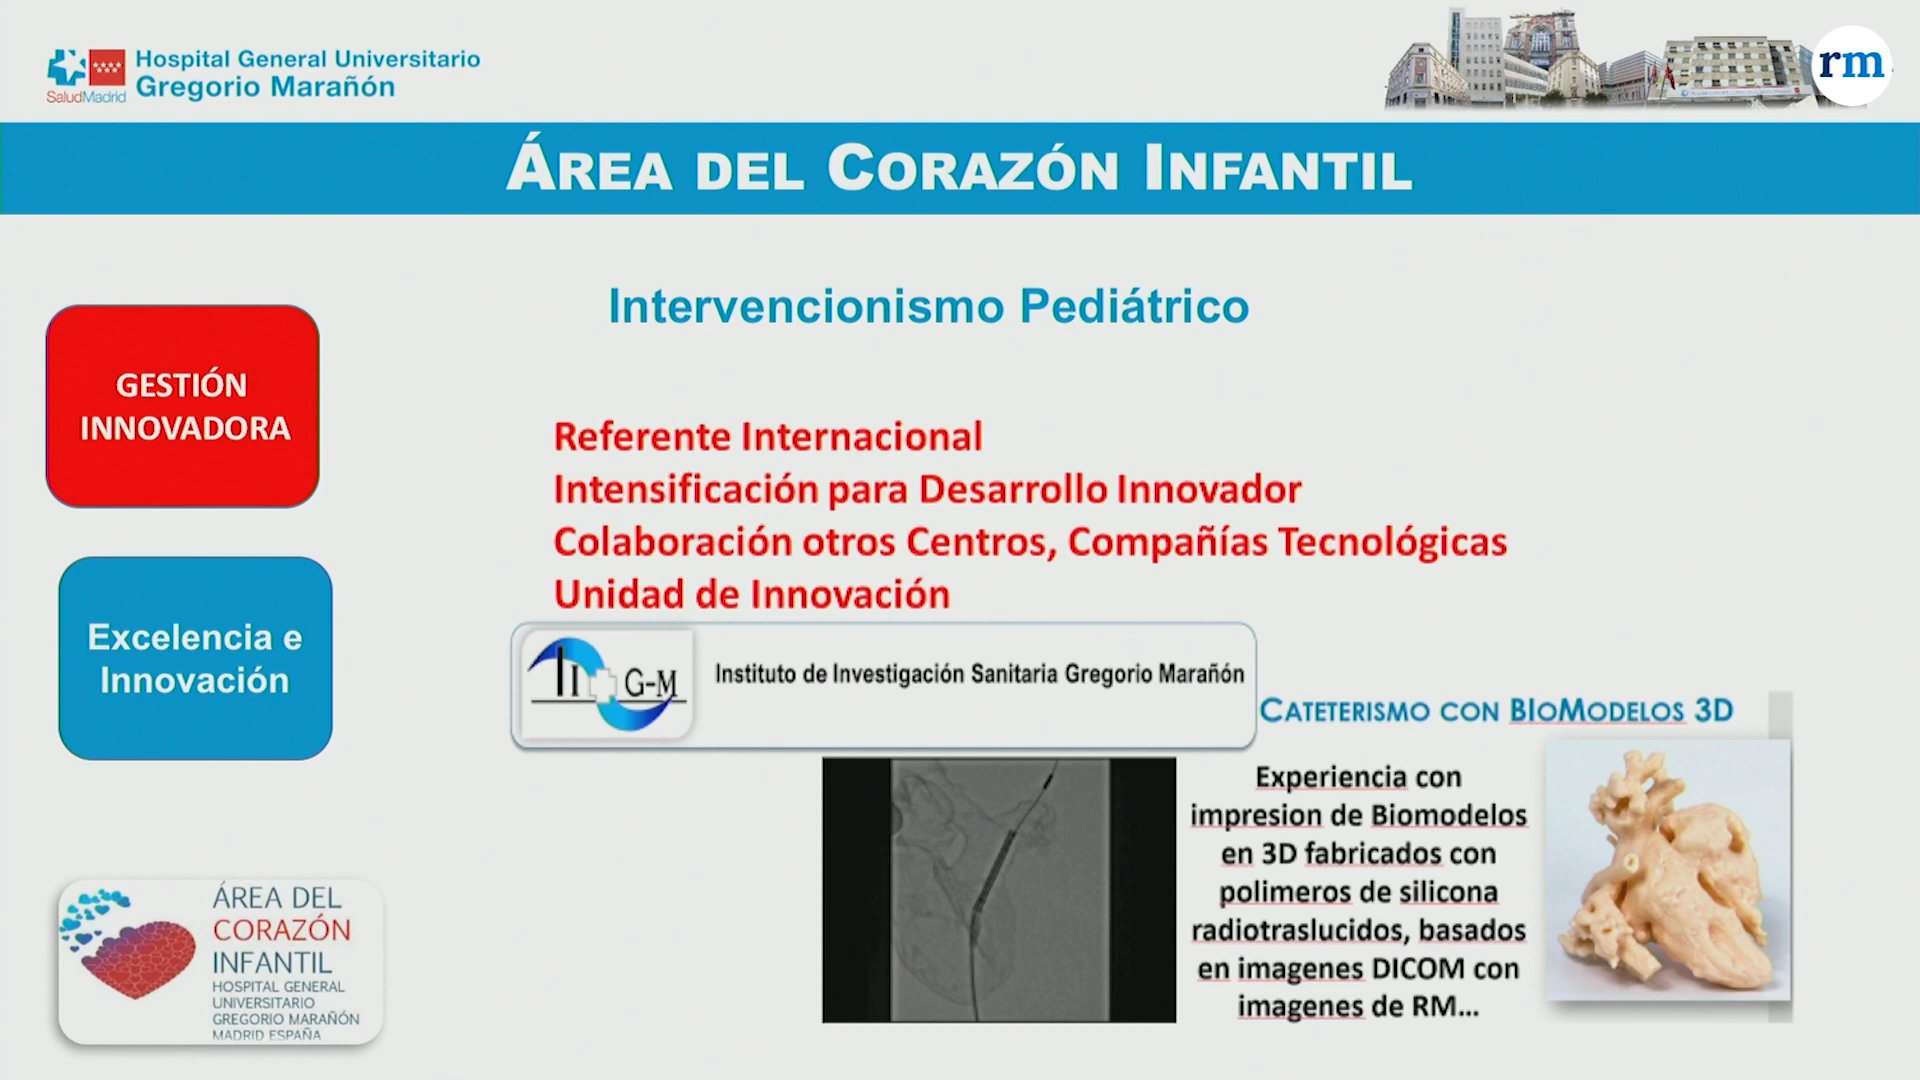 Hospital General Universitario
Gregorio Marañón
SaludMadrid
rm
ÁREA DEL CORAZÓN INFANTIL
Intervencionismo Pediátrico
GESTIÓN
INNOVADORA
Referente Internacional
Intensificación para Desarrollo Innovador
Colaboración otros Centros, Compañías Tecnológicas
Unidad de Innovación
Excelencia e
Innovación
G-M
Instituto de Investigación Sanitaria Gregorio Marañón
CATETERISMO CON BIOMODELOS 3D
Experiencia con
impresion de Biomodelos
en 3D fabricados con
polimeros de silicona
radiotraslucidos, basados
en imagenes DICOM con
imagenes de RM...
ÁREA DEL
CORAZÓN
INFANTIL
HOSPITAL GENERAL
UNIVERSITARIO
GREGORIO MARAÑÓN
MADRID ESPAÑA